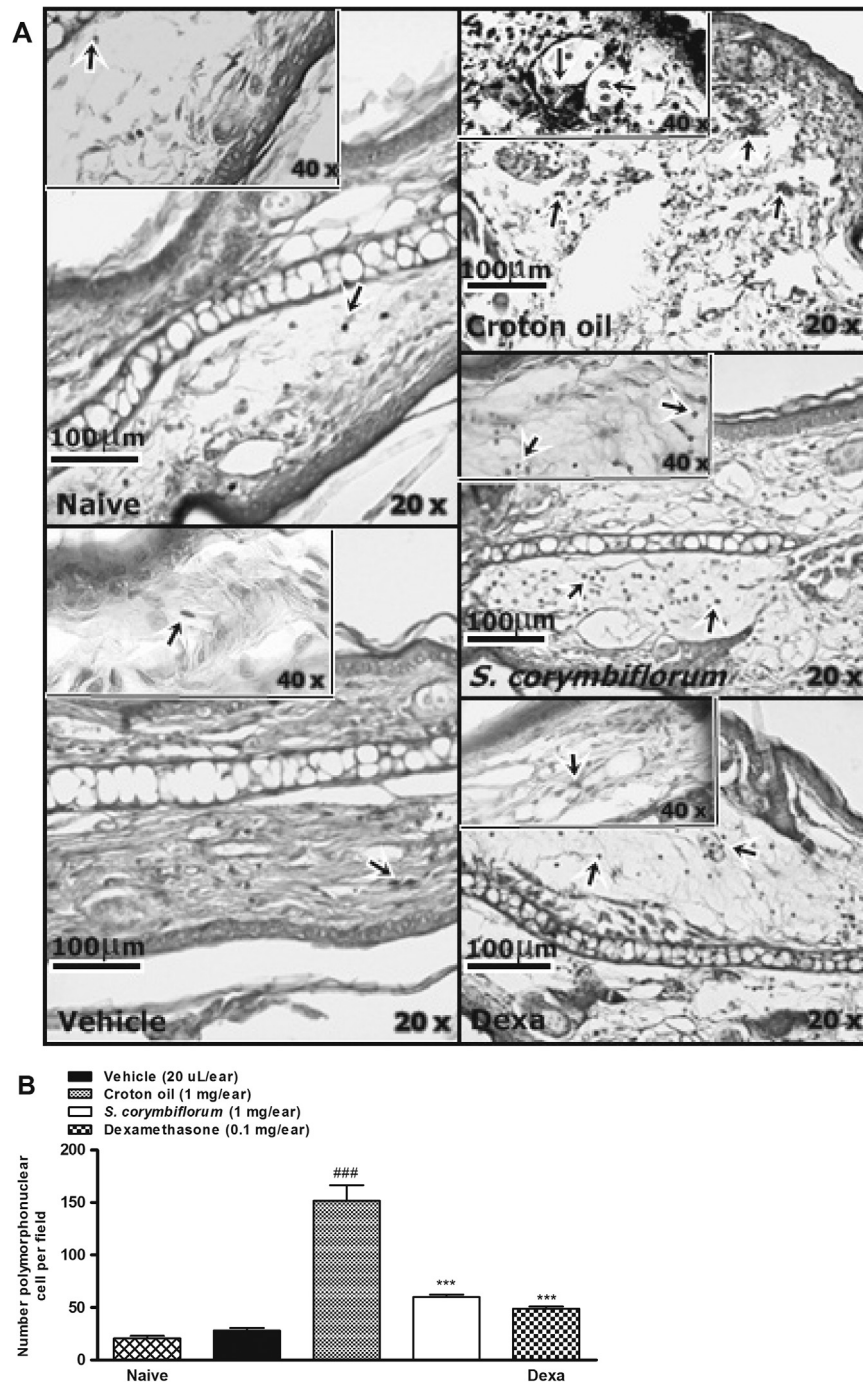 A
40 x
100µm
Naive
20 x
40 x
100µm
Croton oil
20 x
40 x
100µm
S. corymbiflorum
20 x
40 x
100µm
Vehicle
20 x
40 x
100µm
Dexa
20 x
B
Vehicle (20 uL/ear)
Croton oil (1 mg/ear)
S. corymbiflorum (1 mg/ear)
Dexamethasone (0.1 mg/ear)
Number polymorphonuclear
cell per field
200
150
100
50
0
###
***
***
Naive
Dexa